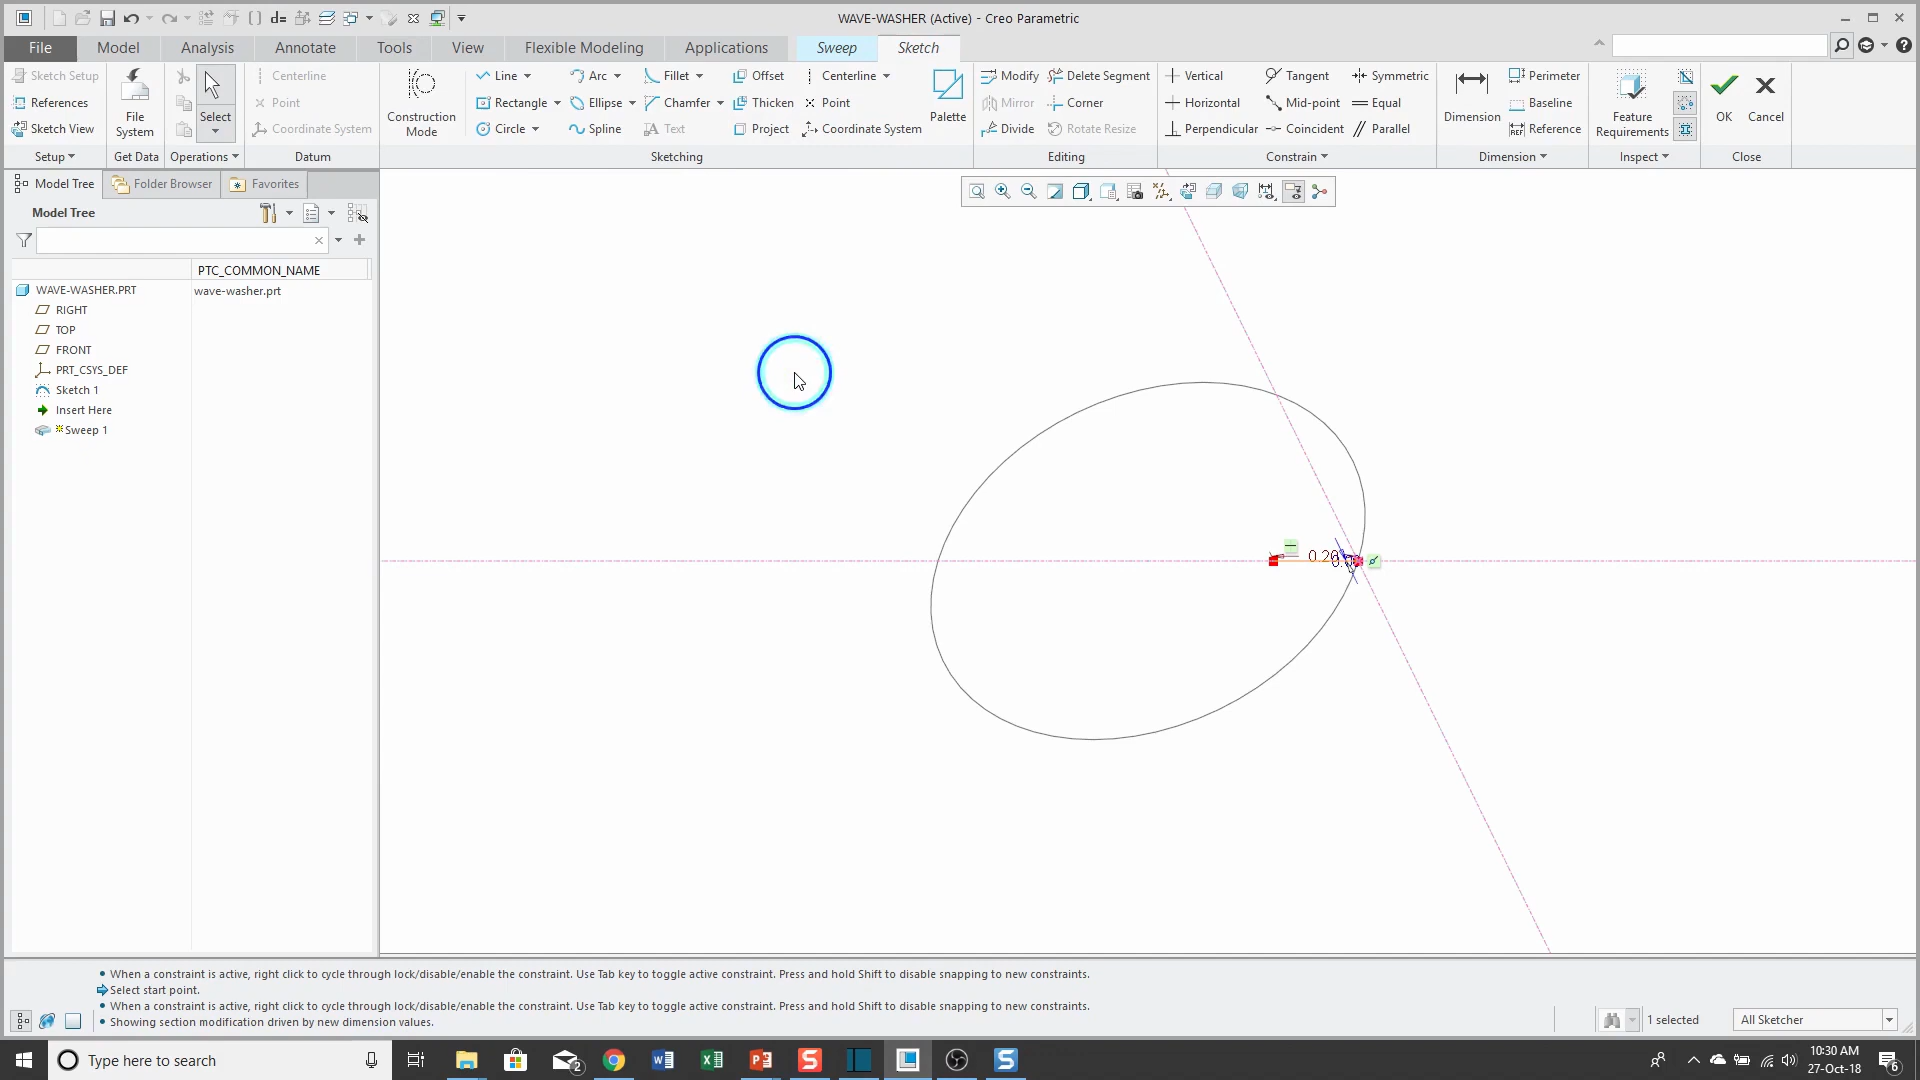 WAVE-WASHER (Active) - Creo Parametric
File Model Analysis Annotate Tools View Flexible Modeling Applications Sweep Sketch
Sketch Setup
References
Sketch View
Setup
File System
Get Data
Select
Operations
Centerline
Point
Coordinate System
Datum
Construction Mode
Line Arc Fillet Offset Centerline
Rectangle Ellipse Chamfer Thicken Point
Circle Spline Text Project Coordinate System
Palette
Sketching
Modify Delete Segment
Mirror Corner
Divide Rotate Resize
Editing
Vertical Tangent Symmetric
Horizontal Mid-point Equal
Perpendicular Coincident Parallel
Constrain
Dimension
Perimeter
Baseline
Reference
Dimension
Feature Requirements
Inspect
OK Cancel
Close
Model Tree Folder Browser Favorites
Model Tree
PTC_COMMON_NAME
WAVE-WASHER.PRT wave-washer.prt
RIGHT
TOP
FRONT
PRT_CSYS_DEF
Sketch 1
Insert Here
Sweep 1
0.20
• When a constraint is active, right click to cycle through lock/disable/enable the constraint. Use Tab key to toggle active constraint. Press and hold Shift to disable snapping to new constraints.
Select start point.
• When a constraint is active, right click to cycle through lock/disable/enable the constraint. Use Tab key to toggle active constraint. Press and hold Shift to disable snapping to new constraints.
• Showing section modification driven by new dimension values.
1 selected All Sketcher
Type here to search
2
10:30 AM
27-Oct-18
6